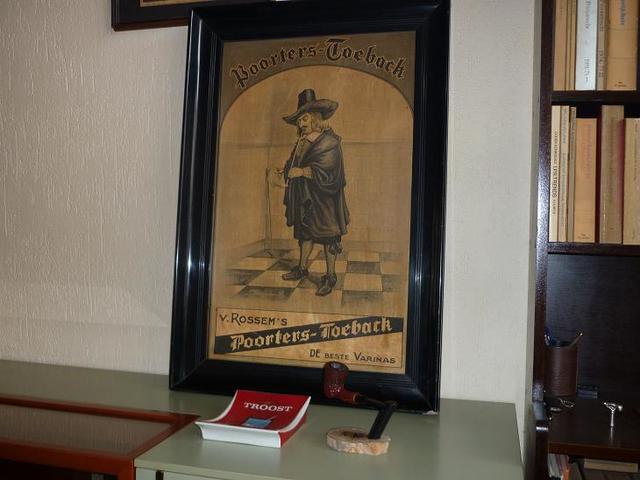 Poorters-Toeback
v. Rossem's
Poorters-Toeback
De beste Varinas
TROOST